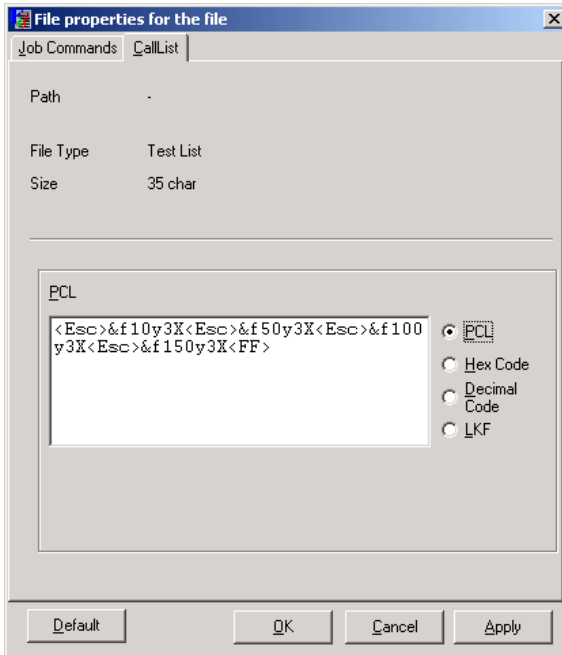 File properties for the file
Job Commands CallList
Path -
File Type Test List
Size 35 char
PCL
<Esc>&f10y3X<Esc>&f50y3X<Esc>&f100
y3X<Esc>&f150y3X<FF>
PCL
Hex Code
Decimal
Code
LKF
Default OK Cancel Apply